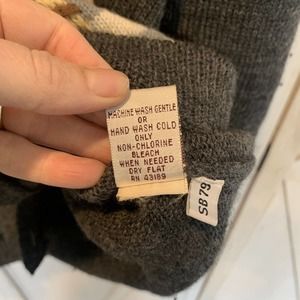 MACHINE WASH GENTLE
OR
HAND WASH COLD
ONLY
NON-CHLORINE
BLEACH
WHEN NEEDED
DRY FLAT
RN 43189
SB79